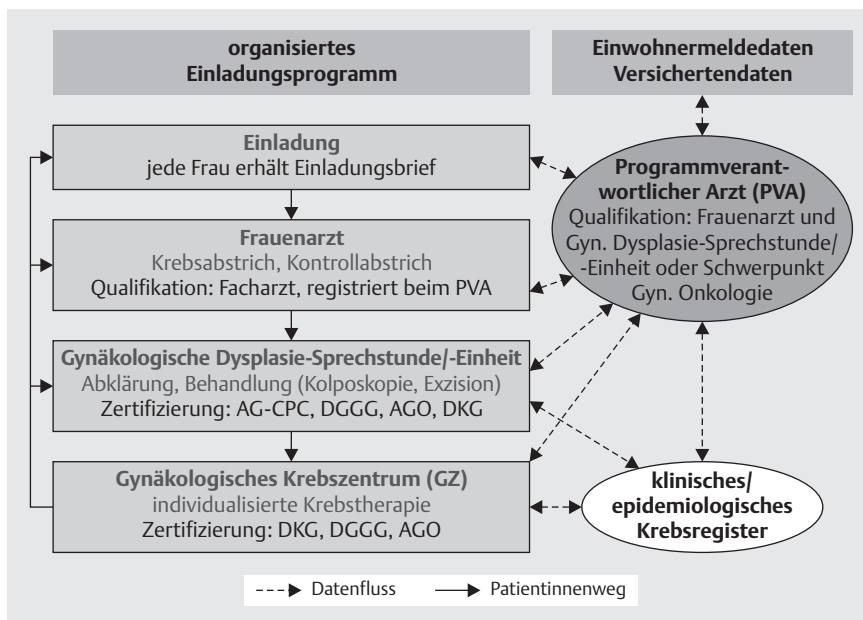 organisiertes
Einladungsprogramm
Einwohnermeldedaten
Versichertendaten
Einladung
jede Frau erhält Einladungsbrief
Frauenarzt
Krebsabstrich, Kontrollabstrich
Qualifikation: Facharzt, registriert beim PVA
Gynäkologische Dysplasie-Sprechstunde/-Einheit
Abklärung, Behandlung (Kolposkopie, Exzision)
Zertifizierung: AG-CPC, DGGG, AGO, DKG
Gynäkologisches Krebszentrum (GZ)
individualisierte Krebstherapie
Zertifizierung: DKG, DGGG, AGO
Programmverant-
wortlicher Arzt (PVA)
Qualifikation: Frauenarzt und
Gyn. Dysplasie-Sprechstunde/
-Einheit oder Schwerpunkt
Gyn. Onkologie
klinisches/
epidemiologisches
Krebsregister
Datenfluss
Patientinnenweg